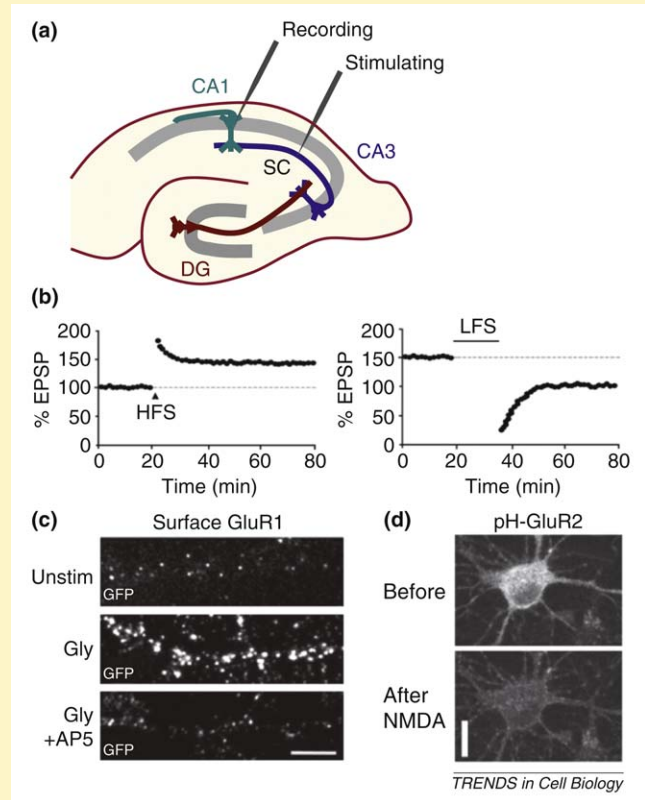 (a)
Recording
Stimulating
CA1
CA3
SC
DG
(b)
% EPSP
200
150
100
50
0
HFS
0 20 40 60 80
Time (min)
% EPSP
200
150
100
50
0
LFS
0 20 40 60 80
Time (min)
(c)
Surface GluR1
Unstim
GFP
Gly
GFP
Gly
+AP5
GFP
(d)
pH-GluR2
Before
After
NMDA
TRENDS in Cell Biology